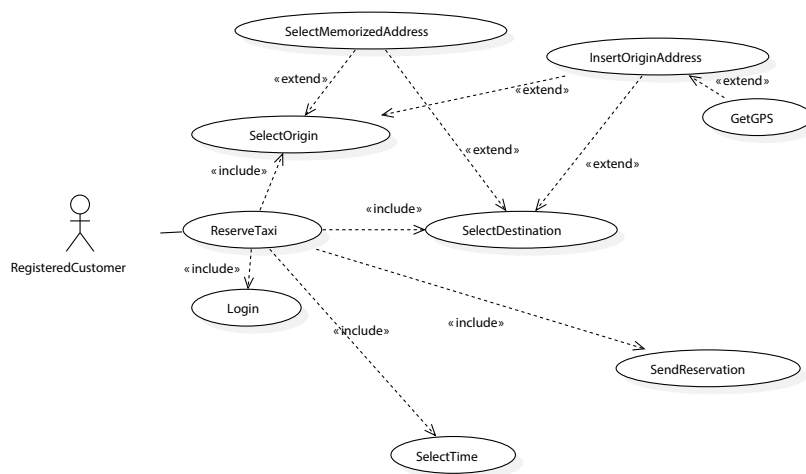 SelectMemorizedAddress
InsertOriginAddress
«extend»
«extend»
«extend»
GetGPS
SelectOrigin
«extend»
«extend»
«include»
«include»
ReserveTaxi
SelectDestination
RegisteredCustomer
«include»
Login
«include»
«include»
SendReservation
SelectTime